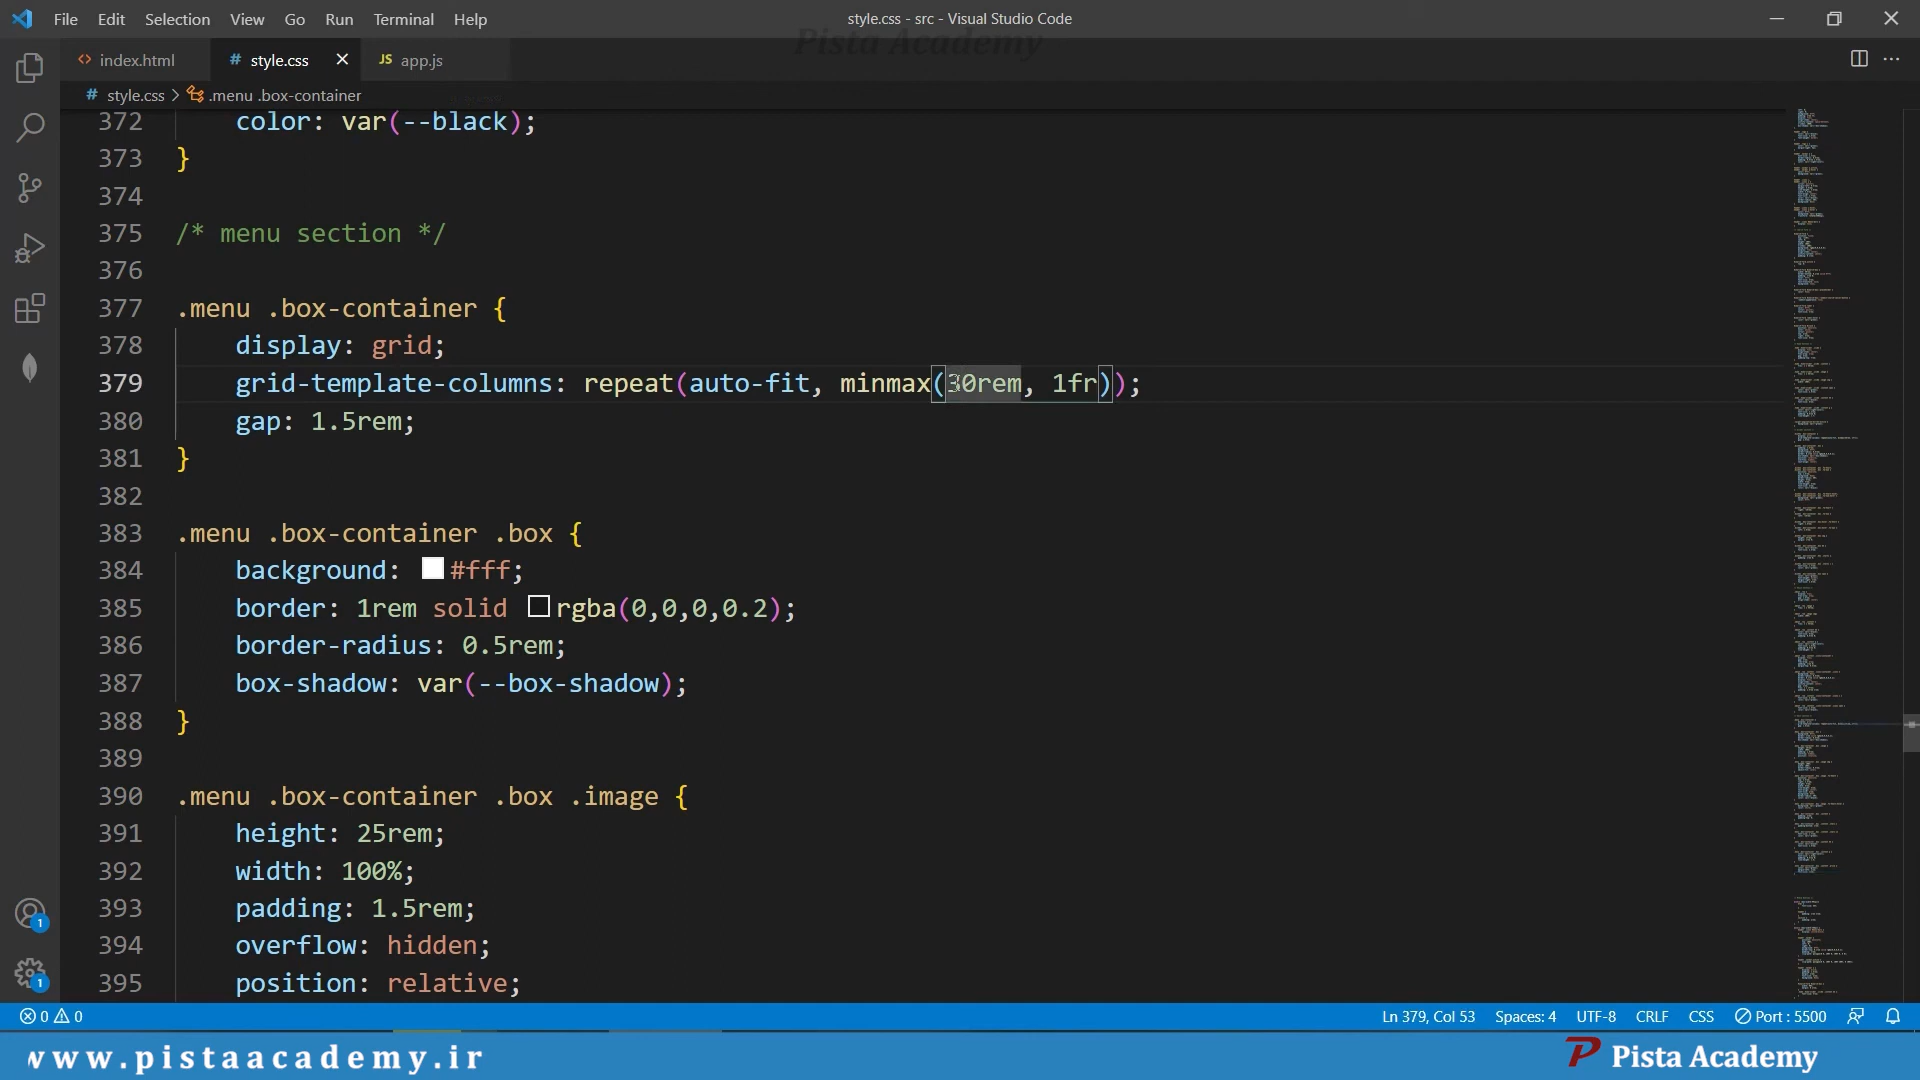 File Edit Selection View Go Run Terminal Help
style.css - src - Visual Studio Code
Pista Academy
<> index.html
# style.css
JS app.js
# style.css > .menu .box-container
372 color: var(--black);
373 }
374
375 /* menu section */
376
377 .menu .box-container {
378 display: grid;
379 grid-template-columns: repeat(auto-fit, minmax(30rem, 1fr));
380 gap: 1.5rem;
381 }
382
383 .menu .box-container .box {
384 background: #fff;
385 border: 1rem solid rgba(0,0,0,0.2);
386 border-radius: 0.5rem;
387 box-shadow: var(--box-shadow);
388 }
389
390 .menu .box-container .box .image {
391 height: 25rem;
392 width: 100%;
393 padding: 1.5rem;
394 overflow: hidden;
395 position: relative;
1
1
0 0
Ln 379, Col 53 Spaces: 4 UTF-8 CRLF CSS Port : 5500
www.pistaacademy.ir
P Pista Academy